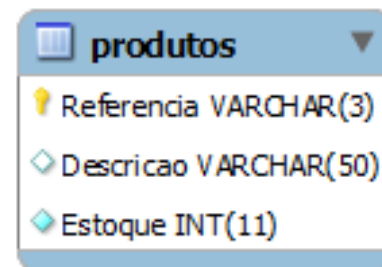 produtos
Referencia VARCHAR(3)
Descricao VARCHAR(50)
Estoque INT(11)